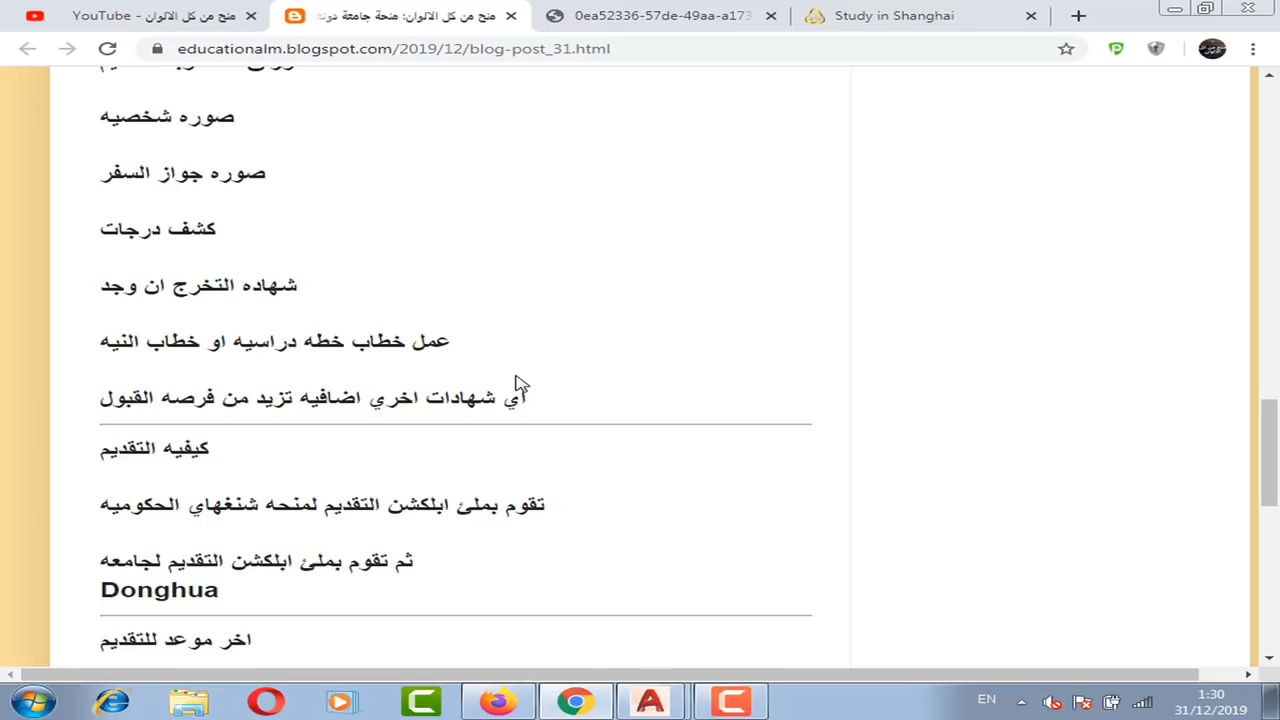 YouTube - منح من كل الالوان
منح من كل الالوان: منحة جامعة دونه
0ea52336-57de-49aa-a173
Study in Shanghai
educationalm.blogspot.com/2019/12/blog-post_31.html
صوره شخصيه
صوره جواز السفر
كشف درجات
شهاده التخرج ان وجد
عمل خطاب خطه دراسيه او خطاب النيه
أي شهادات اخري اضافيه تزيد من فرصه القبول
كيفيه التقديم
تقوم بملئ ابلكشن التقديم لمنحه شنغهاي الحكوميه
ثم تقوم بملئ ابلكشن التقديم لجامعه
Donghua
اخر موعد للتقديم
EN
1:30
31/12/2019